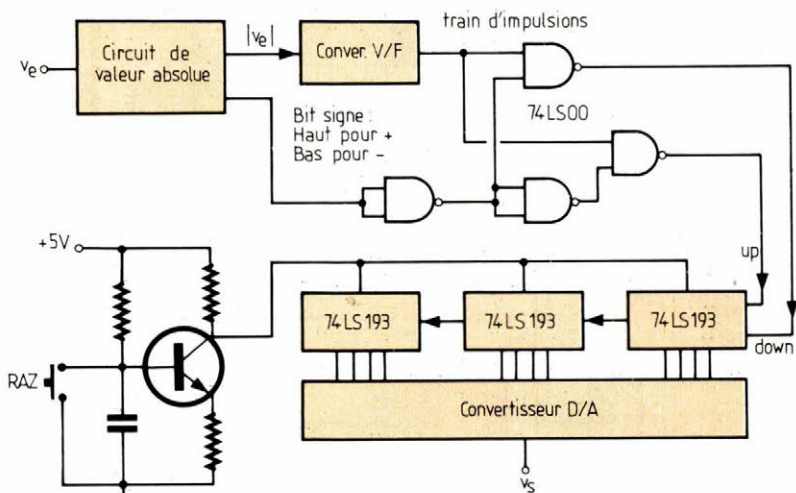 train d'impulsions
Circuit de
valeur absolue
|ve|
Conver. V/F
ve
74LS00
Bit signe :
Haut pour +
Bas pour -
+5V
up
74LS193
74LS193
74LS193
down
RAZ
Convertisseur D/A
vs